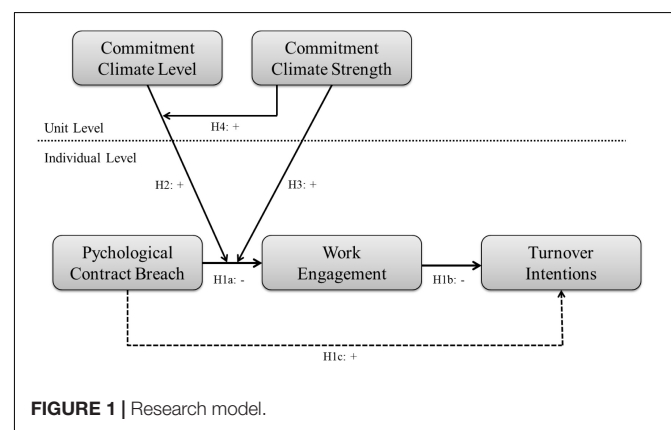 Commitment
Climate Level
Commitment
Climate Strength
H4: +
Unit Level
Individual Level
H2: +
H3: +
Pychological
Contract Breach
Work
Engagement
Turnover
Intentions
H1a: -
H1b: -
H1c: +
FIGURE 1 | Research model.